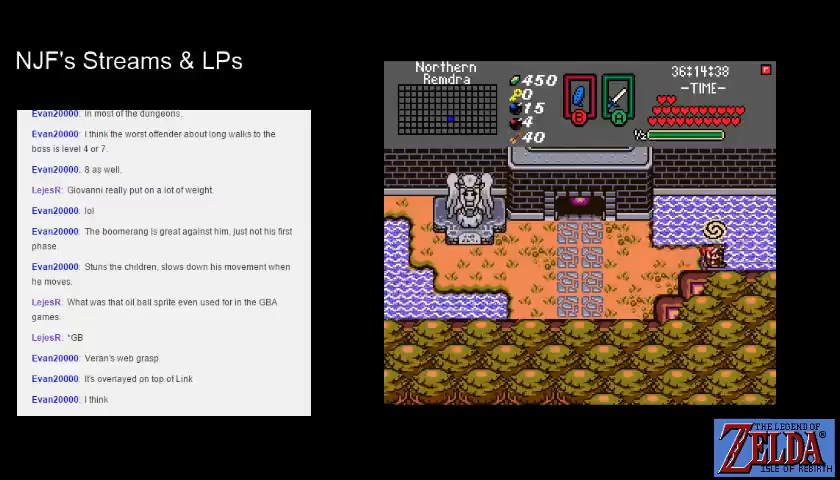 NJF's Streams & LPs
Evan20000: In most of the dungeons.
Evan20000: I think the worst offender about long walks to the
boss is level 4 or 7.
Evan20000: 8 as well.
LejesR: Giovanni really put on a lot of weight.
Evan20000: lol
Evan20000: The boomerang is great against him, just not his first
phase.
Evan20000: Stuns the children, slows down his movement when
he moves.
LejesR: What was that oil ball sprite even used for in the GBA
games.
LejesR: *GB
Evan20000: Veran's web grasp
Evan20000: It's overlayed on top of Link
Evan20000: I think
Northern
Remdra
450
0
15
4
40
B
A
36:14:38
-TIME-
1/2
THE LEGEND OF
ZELDA®
ISLE OF REBIRTH